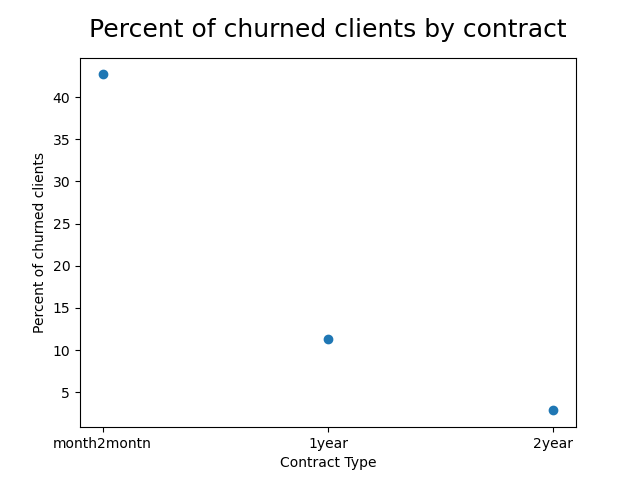 Percent of churned clients by contract
Percent of churned clients
40
35
30
25
20
15
10
5
month2montn 1year 2year
Contract Type